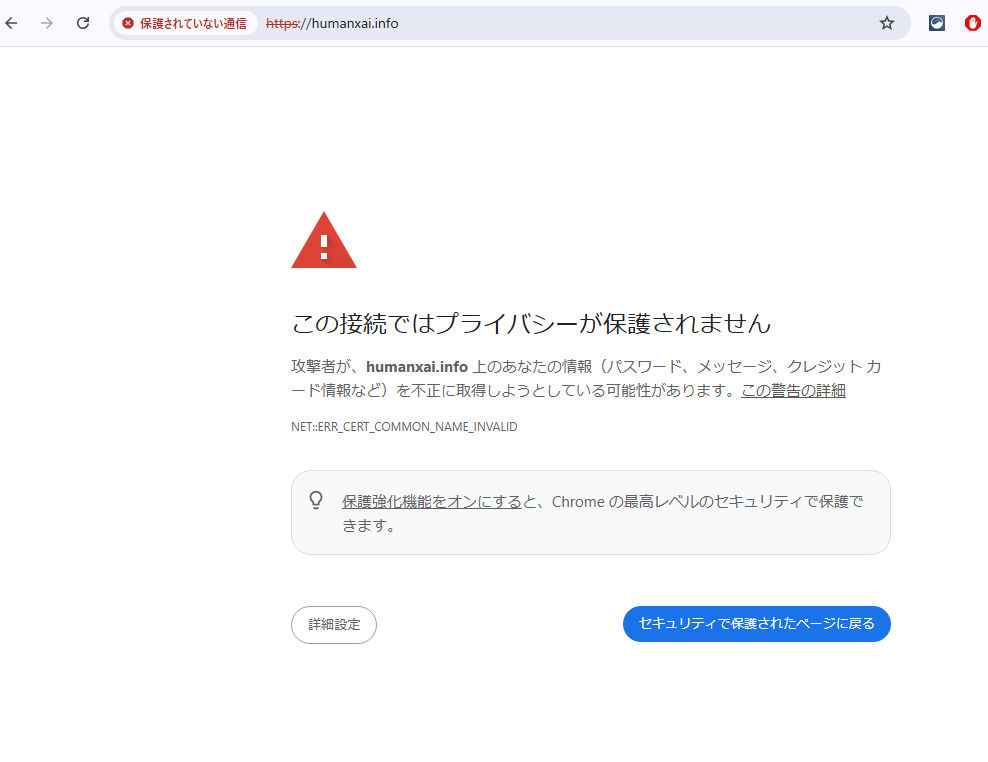 保護されていない通信 https://humanxai.info
この接続ではプライバシーが保護されません
攻撃者が、humanxai.info 上のあなたの情報（パスワード、メッセージ、クレジット カ
ード情報など）を不正に取得しようとしている可能性があります。この警告の詳細
NET::ERR_CERT_COMMON_NAME_INVALID
保護強化機能をオンにすると、Chrome の最高レベルのセキュリティで保護で
きます。
詳細設定 セキュリティで保護されたページに戻る